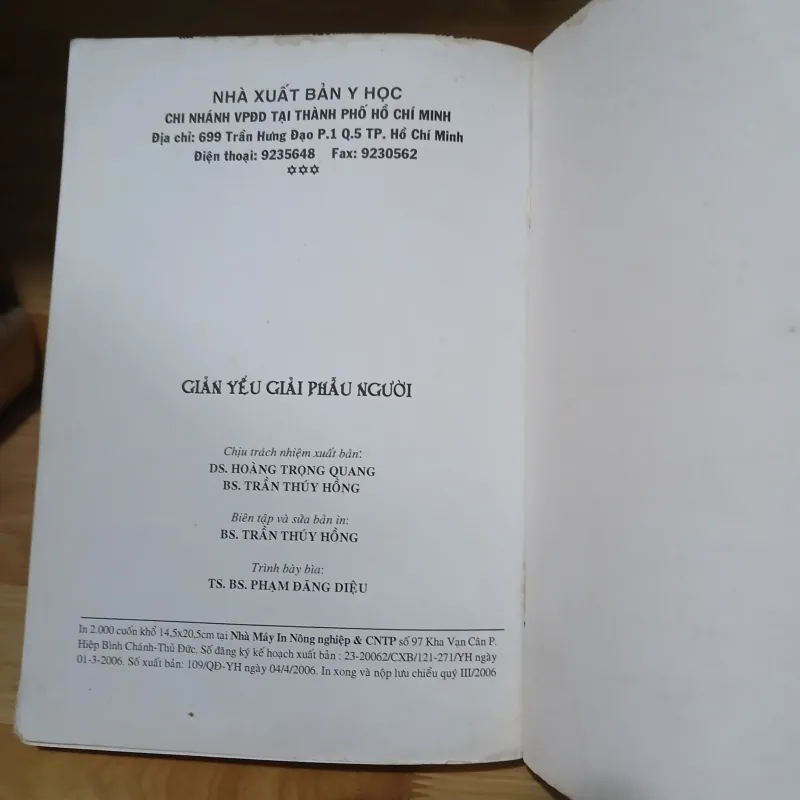 NHÀ XUẤT BẢN Y HỌC
CHI NHÁNH VPĐD TẠI THÀNH PHỐ HỒ CHÍ MINH
Địa chỉ: 699 Trần Hưng Đạo P.1 Q.5 TP. Hồ Chí Minh
Điện thoại: 9235648 Fax: 9230562
✡✡✡
GIẢN YẾU GIẢI PHẪU NGƯỜI
Chịu trách nhiệm xuất bản:
DS. HOÀNG TRỌNG QUANG
BS. TRẦN THÚY HỒNG
Biên tập và sửa bản in:
BS. TRẦN THÚY HỒNG
Trình bày bìa:
TS. BS. PHẠM ĐĂNG DIỆU
In 2.000 cuốn khổ 14,5x20,5cm tại Nhà Máy In Nông nghiệp & CNTP số 97 Kha Vạn Cân P.
Hiệp Bình Chánh-Thủ Đức. Số đăng ký kế hoạch xuất bản : 23-20062/CXB/121-271/YH ngày
01-3-2006. Số xuất bản: 109/QĐ-YH ngày 04/4/2006. In xong và nộp lưu chiểu quý III/2006